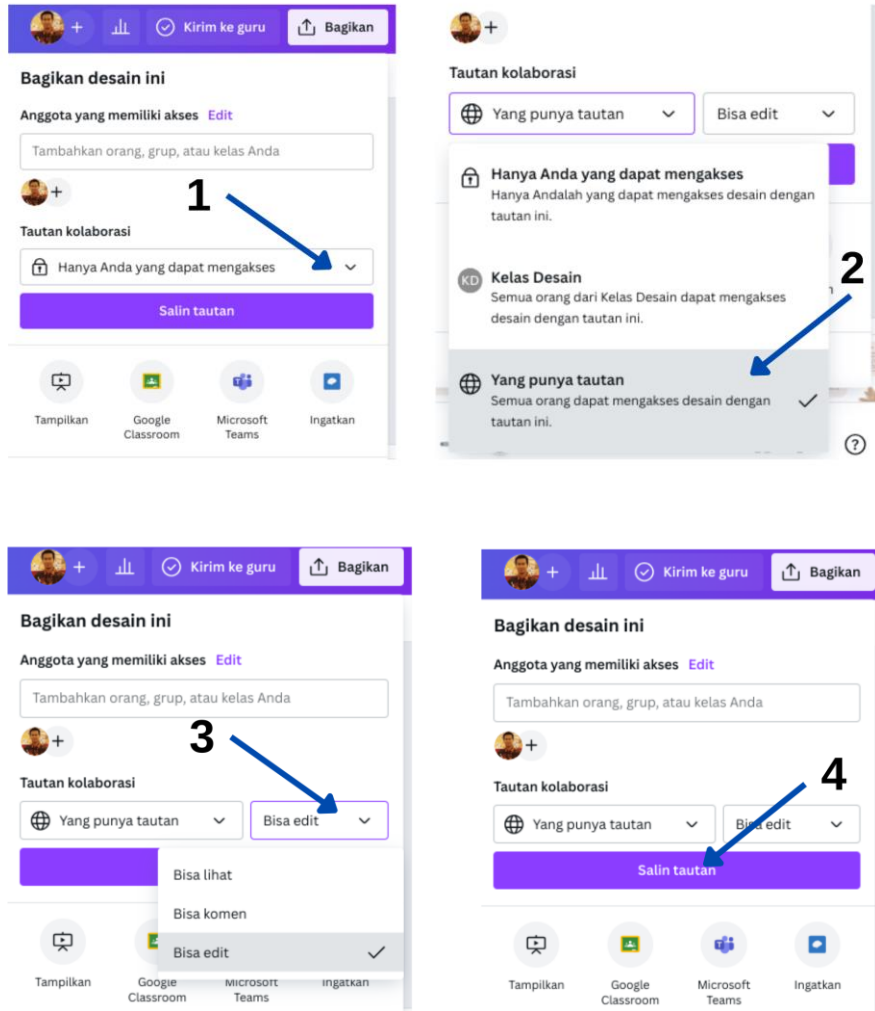 Kirim ke guru
Bagikan
Bagikan desain ini
Anggota yang memiliki akses Edit
Tambahkan orang, grup, atau kelas Anda
1
Tautan kolaborasi
Hanya Anda yang dapat mengakses
Salin tautan
Tampilkan
Google Classroom
Microsoft Teams
Ingatkan
Tautan kolaborasi
Yang punya tautan
Bisa edit
Hanya Anda yang dapat mengakses
Hanya Andalah yang dapat mengakses desain dengan
tautan ini.
KD
Kelas Desain
Semua orang dari Kelas Desain dapat mengakses
desain dengan tautan ini.
2
Yang punya tautan
Semua orang dapat mengakses desain dengan
tautan ini.
?
Kirim ke guru
Bagikan
Bagikan desain ini
Anggota yang memiliki akses Edit
Tambahkan orang, grup, atau kelas Anda
3
Tautan kolaborasi
Yang punya tautan
Bisa edit
Bisa lihat
Bisa komen
Bisa edit
Tampilkan
Google Classroom
Microsoft Teams
Ingatkan
Kirim ke guru
Bagikan
Bagikan desain ini
Anggota yang memiliki akses Edit
Tambahkan orang, grup, atau kelas Anda
4
Tautan kolaborasi
Yang punya tautan
Bisa edit
Salin tautan
Tampilkan
Google Classroom
Microsoft Teams
Ingatkan